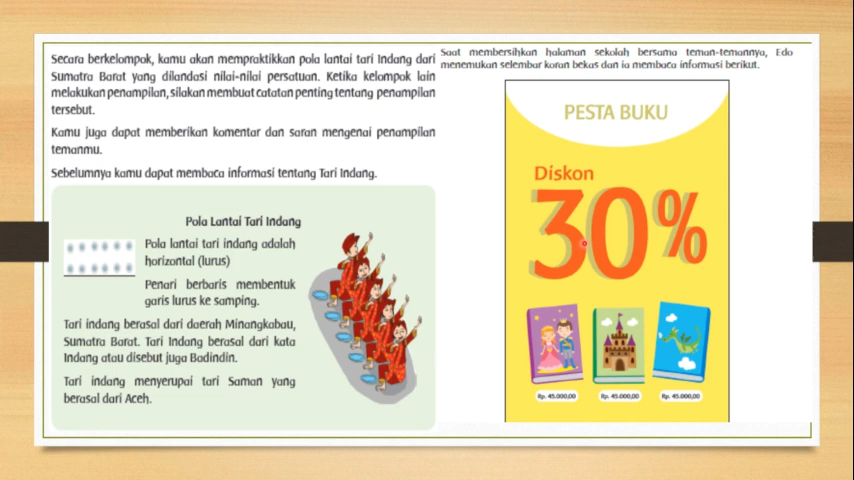 Secara berkelompok, kamu akan mempraktikkan pola lantai tari Indang dari
Sumatra Barat yang dilandasi nilai-nilai persatuan. Ketika kelompok lain
melakukan penampilan, silakan membuat catatan penting tentang penampilan
tersebut.
Kamu juga dapat memberikan komentar dan saran mengenai penampilan
temanmu.
Sebelumnya kamu dapat membaca informasi tentang Tari Indang.
Pola Lantai Tari Indang
Pola lantai tari indang adalah
horizontal (lurus)
Penari berbaris membentuk
garis lurus ke samping.
Tari indang berasal dari daerah Minangkabau,
Sumatra Barat. Tari Indang berasal dari kata
Indang atau disebut juga Badindin.
Tari indang menyerupai tari Saman yang
berasal dari Aceh.
Saat membersihkan halaman sekolah bersama teman-temannya, Edo
menemukan selembar koran bekas dan ia membaca informasi berikut.
PESTA BUKU
Diskon
30%
Rp. 45.000,00 Rp. 45.000,00 Rp. 45.000,00